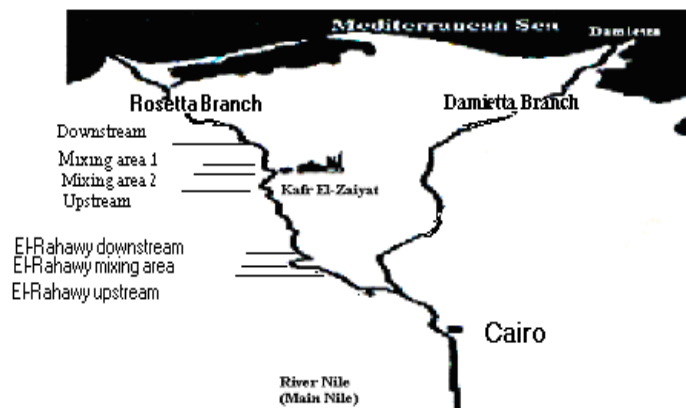 Mediterranean Sea
Damietta
Rosetta Branch
Damietta Branch
Downstream
Mixing area 1
Mixing area 2
Kafr El-Zaiyat
Upstream
El-Rahawy downstream
El-Rahawy mixing area
El-Rahawy upstream
Cairo
River Nile
(Main Nile)